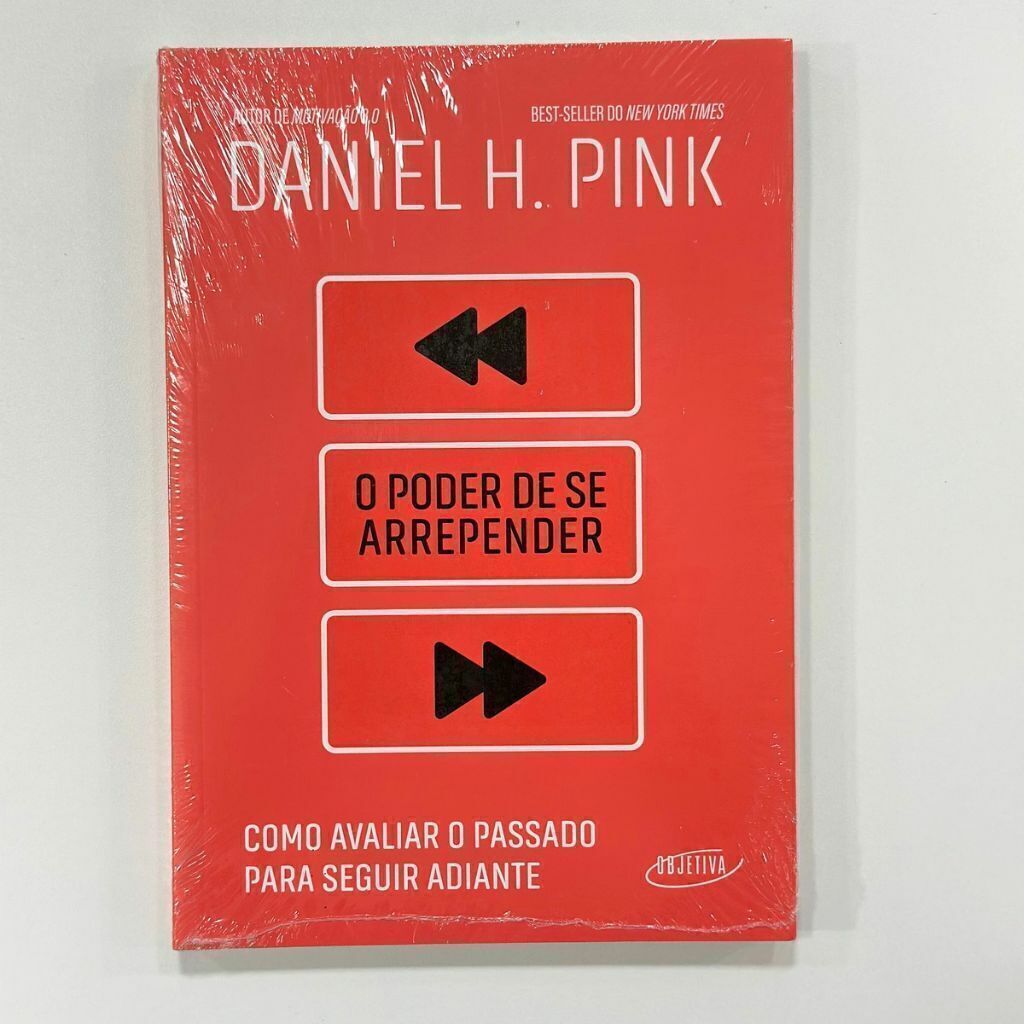 AUTOR DE MOTIVAÇÃO 3.0
BEST-SELLER DO NEW YORK TIMES
DANIEL H. PINK
O PODER DE SE
ARREPENDER
COMO AVALIAR O PASSADO
PARA SEGUIR ADIANTE
OBJETIVA